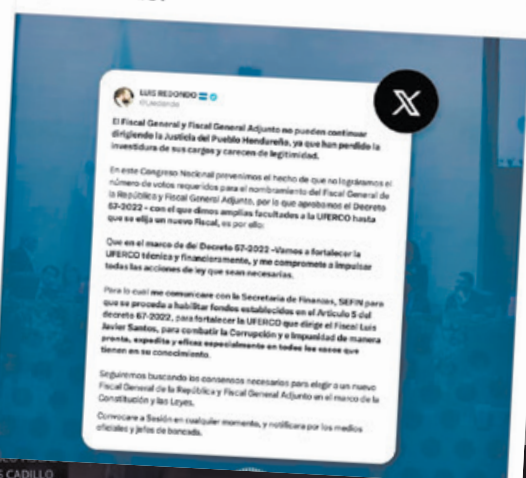 LUIS REDONDO
El Fiscal General y Fiscal General Adjunto no pueden continuar
dirigiendo la Justicia del Pueblo Hondureño, ya que han perdido la
investidura de sus cargos y carecen de legitimidad.
En este Congreso Nacional prevenimos el hecho de que no lográramos el
número de votos requeridos para el nombramiento del Fiscal General de
la República y Fiscal General Adjunto, por lo que aprobamos el Decreto
67-2022 - con el que dimos amplias facultades a la UFERCO hasta
que se elija un nuevo Fiscal, es por ello:
Que en el marco de del Decreto 67-2022 -Vamos a fortalecer la
UFERCO técnica y financieramente, y me comprometo a impulsar
todas las acciones de ley que sean necesarias.
Para lo cual me comunicare con la Secretaria de Finanzas, SEFIN para
que se proceda a habilitar fondos establecidos en el Articulo 5 del
decreto 67-2022, para fortalecer la UFERCO que dirige el Fiscal Luis
Javier Santos, para combatir la Corrupción y e Impunidad de manera
pronta, expedita y eficaz especialmente en todos los casos que
tienen en su conocimiento.
Seguiremos buscando los consensos necesarios para elegir a un nuevo
Fiscal General de la República y Fiscal General Adjunto en el marco de la
Constitución y las Leyes.
Convocare a Sesión en cualquier momento, y notificara por los medios
oficiales y jefes de bancada.
S CADILLO